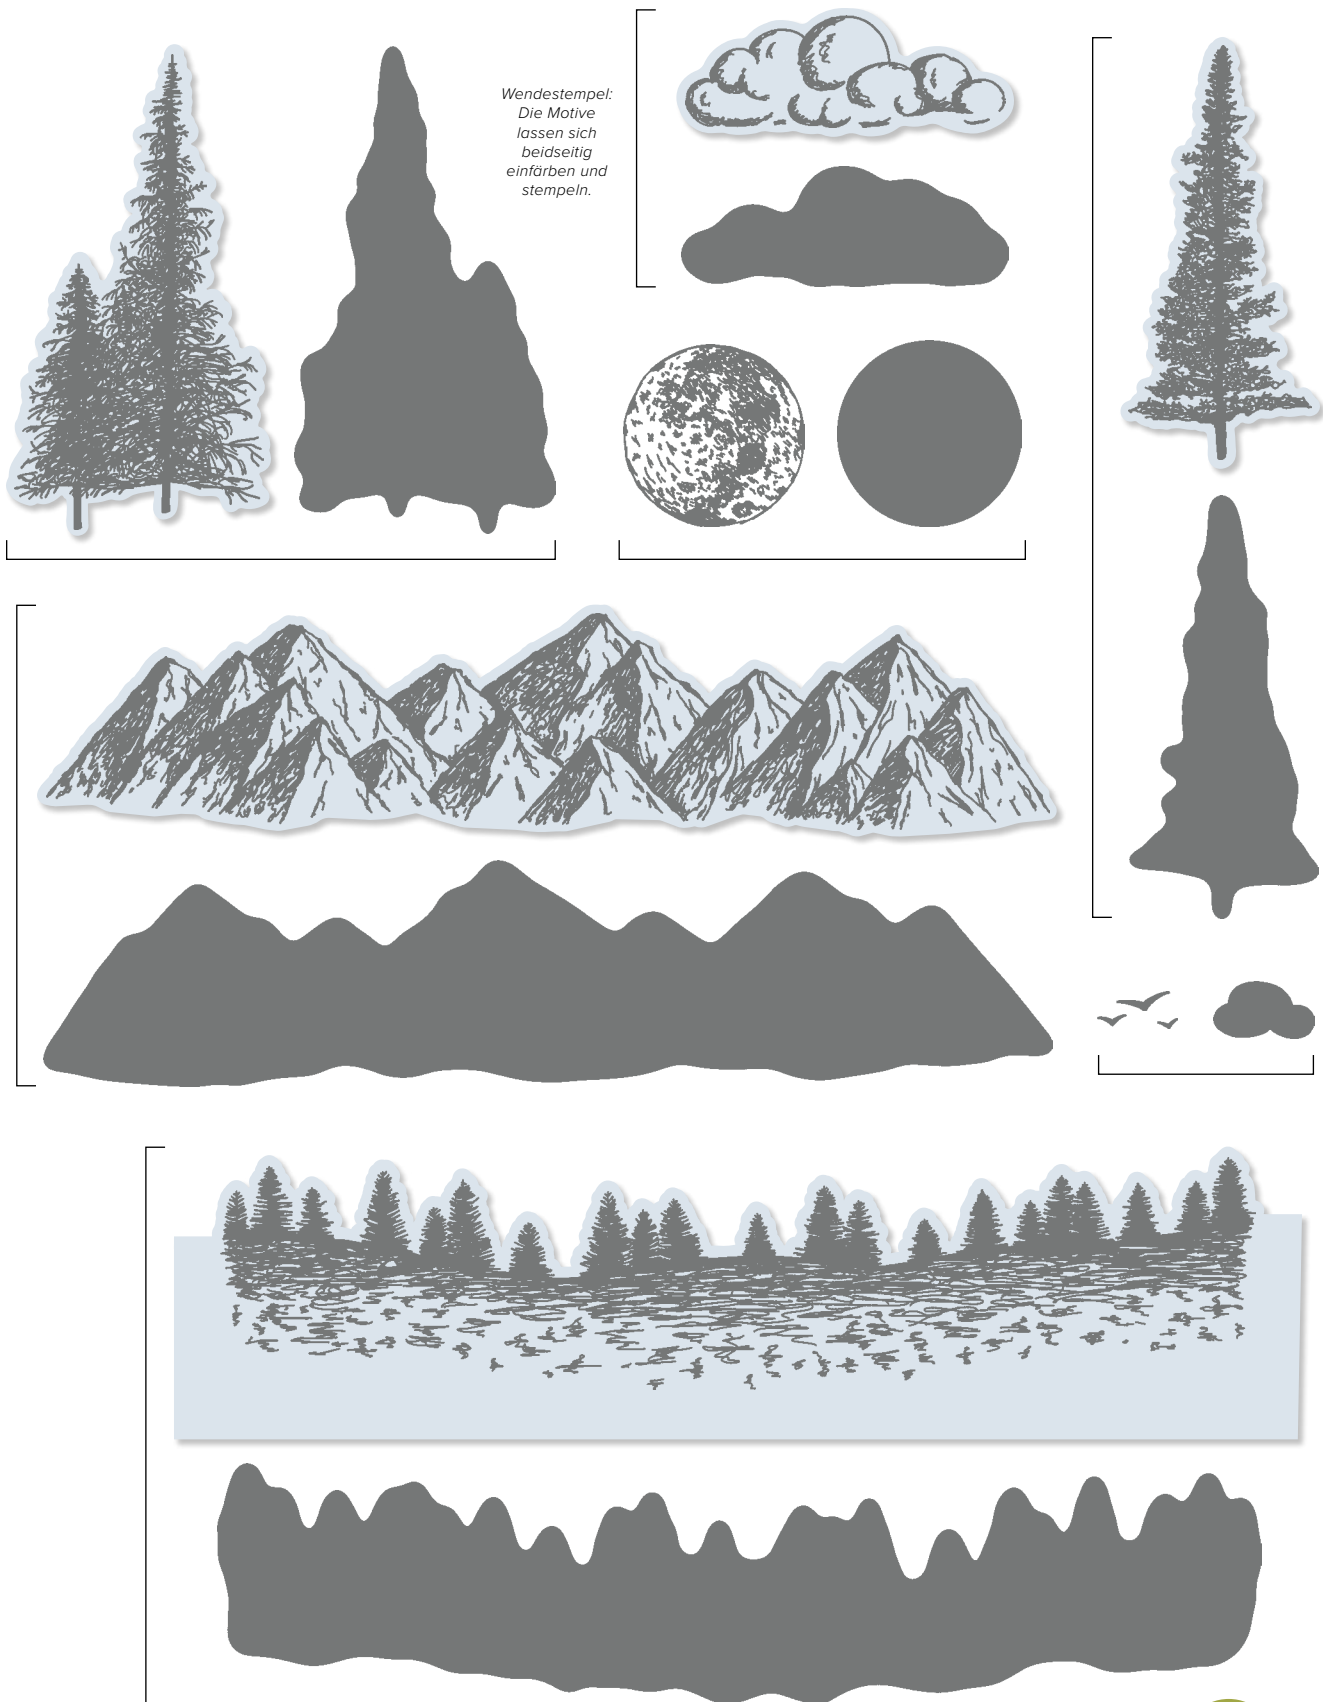 Wendestempel:
Die Motive
lassen sich
beidseitig
einfärben und
stempeln.